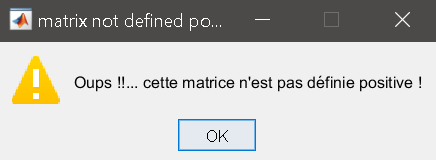 matrix not defined po...
Oups !!... cette matrice n'est pas définie positive !
OK